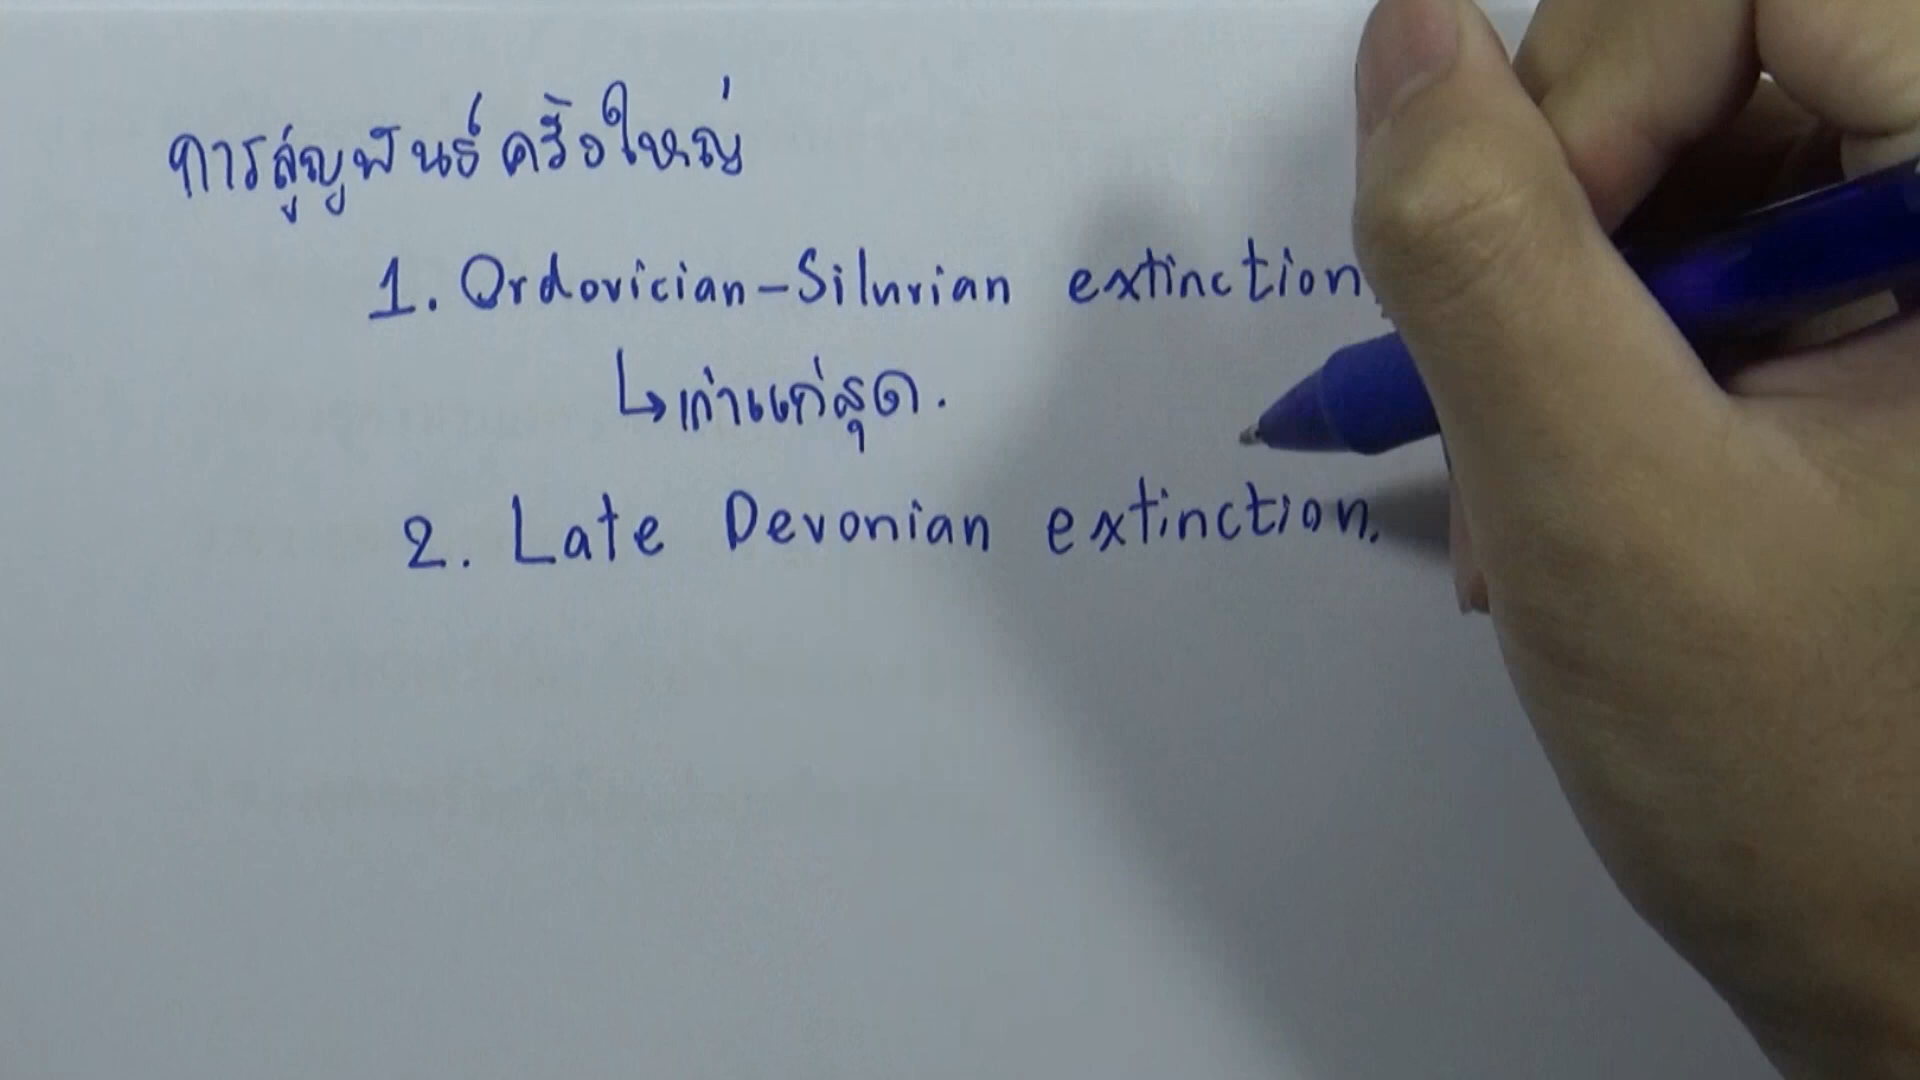 การสูญพันธ์ ครั้งใหญ่
1. Ordovician-Silurian extinction.
↳ เก่าแก่สุด.
2. Late Devonian extinction.